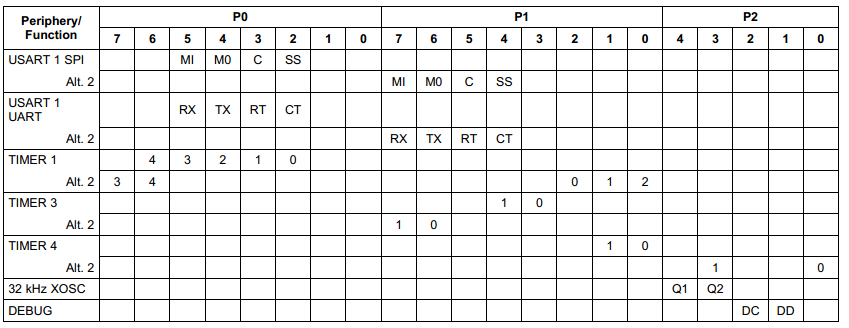 Periphery/ Function P0 P1 P2
7 6 5 4 3 2 1 0 7 6 5 4 3 2 1 0 4 3 2 1 0
USART 1 SPI MI M0 C SS
Alt. 2 MI M0 C SS
USART 1 UART RX TX RT CT
Alt. 2 RX TX RT CT
TIMER 1 4 3 2 1 0
Alt. 2 3 4 0 1 2
TIMER 3 1 0
Alt. 2 1 0
TIMER 4 1 0
Alt. 2 1 0
32 kHz XOSC Q1 Q2
DEBUG DC DD